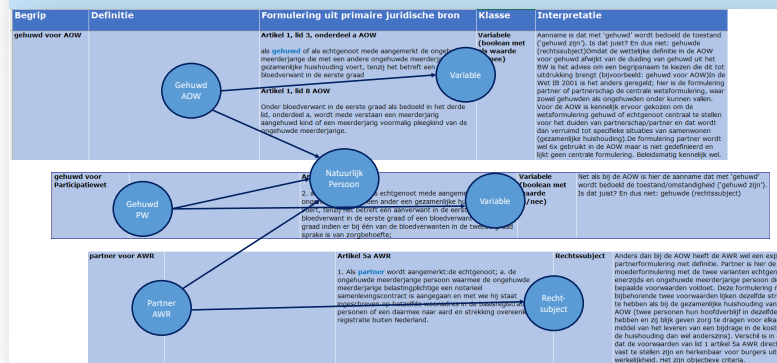 Begrip Definitie Formulering uit primaire juridische bron Klasse Interpretatie
gehuwd voor AOW
Artikel 1, lid 3, onderdeel a
als gehuwd of als echtgenoot mede aangemerkt de
meerderjarige die met een andere ongehuwde
gezamenlijke huishouding voert, tenzij het betreft een
bloedverwant in de eerste graad
Artikel 1, lid 8 AOW
Onder bloedverwant in de eerste graad als bedoeld in het derde
lid, onderdeel a, wordt mede verstaan een meerderjarig
aangehuwd kind of een meerderjarig voormalig pleegkind van de
ongehuwde meerderjarige.
Variabele
(boolean met
als waarde
Aanname is dat met 'gehuwd' wordt bedoeld de toestand
('gehuwd zijn'). Is dat juist? En dus niet: gehuwde
(rechtssubject)Omdat de wettelijke definitie in de AOW
voor gehuwd afwijkt van de duiding van gehuwd uit het
BW is het advies om een begripsnaam te kiezen die dit tot
uitdrukking brengt (bijvoorbeeld: gehuwd voor AOW)In de
Wet IB 2001 is het anders geregeld; hier is de formulering
partner of partnerschap de centrale wetsformulering, waar
zowel gehuwden als ongehuwden onder kunnen vallen.
Voor de AOW is kennelijk ervoor gekozen om de
wetsformulering gehuwd of echtgenoot centraal te stellen
voor het duiden van partnerschap/partner en dat wordt
dan verruimd tot specifieke situaties van samenwonen
(gezamenlijke huishouding).De formulering partner wordt
wel 6x gebruikt in de AOW maar is niet gedefinieerd en
lijkt geen centrale formulering. Beleidsmatig kennelijk wel.
Gehuwd
AOW
Variable
Natuurlijk
Persoon
gehuwd voor
Participatiewet
echtgenoot mede
een ander een gezamenlijke
voert, tenzij het betreft een aanverwant in de
bloedverwant in de eerste graad of een
graad indien er bij één van de bloedverwanten in de
sprake is van zorgbehoefte;
Variabele
(boolean met
waarde
Net als bij de AOW is hier de aanname dat met 'gehuwd'
wordt bedoeld de toestand/omstandigheid ('gehuwd zijn').
Is dat juist? En dus niet: gehuwde (rechtssubject)
Gehuwd
PW
Variable
partner voor AWR
Artikel 5a AWR
1. Als partner wordt aangemerkt:de echtgenoot; a. de
ongehuwde meerderjarige persoon waarmee de ongehuwde
meerderjarige belastingplichtige een notarieel
samenlevingscontract is aangegaan en met wie hij staat
ingeschreven op hetzelfde woonadres in de basisregistratie
personen of een daarmee naar aard en strekking overeenkomende
registratie buiten Nederland.
Rechtssubject
Anders dan bij de AOW heeft de AWR wel een
partnerformulering met definitie. Partner is hier de
moederformulering met de twee varianten
enerzijds en ongehuwde meerderjarige persoon die
bepaalde voorwaarden voldoet. Deze formulering
bijbehorende twee voorwaarden lijken dezelfde
te hebben als bij de gezamenlijke huishouding van
AOW (twee personen hun hoofdverblijf in dezelfde
hebben en zij blijk geven zorg te dragen voor
middel van het leveren van een bijdrage in de
de huishouding dan wel anderszins). Verschil is
dat de voorwaarden van lid 1 artikel 5a AWR
vast te stellen zijn en herkenbaar voor burgers
werkelijkheid. Het zijn objectieve criteria.
Partner
AWR
Recht-
subject